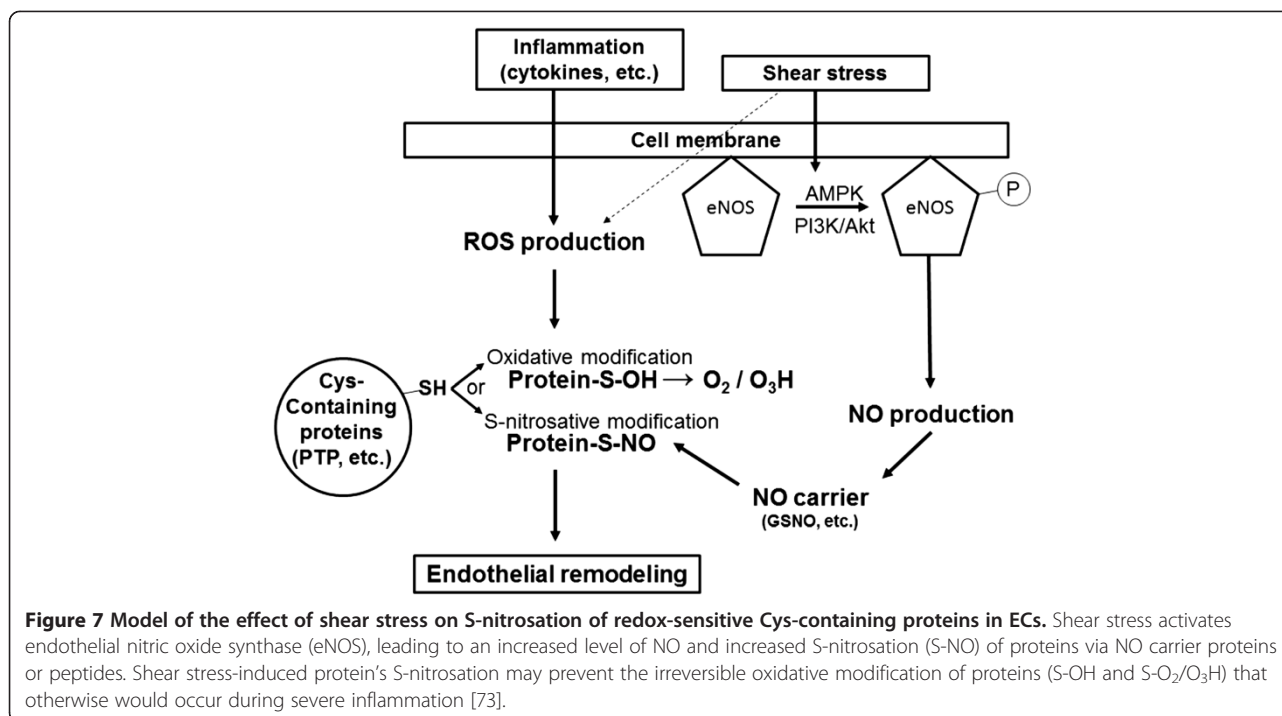 Inflammation
(cytokines, etc.)
Shear stress
Cell membrane
eNOS
AMPK
PI3K/Akt
eNOS
P
ROS production
Cys-
Containing
proteins
(PTP, etc.)
SH
or
Oxidative modification
Protein-S-OH → O₂ / O₃H
S-nitrosative modification
Protein-S-NO
NO production
NO carrier
(GSNO, etc.)
Endothelial remodeling
Figure 7 Model of the effect of shear stress on S-nitrosation of redox-sensitive Cys-containing proteins in ECs. Shear stress
activates endothelial nitric oxide synthase (eNOS), leading to an increased level of NO and increased S-nitrosation (S-NO) of proteins via NO carrier proteins
or peptides. Shear stress-induced protein's S-nitrosation may prevent the irreversible oxidative modification of proteins (S-OH and S-O₂/O₃H) that
otherwise would occur during severe inflammation [73].